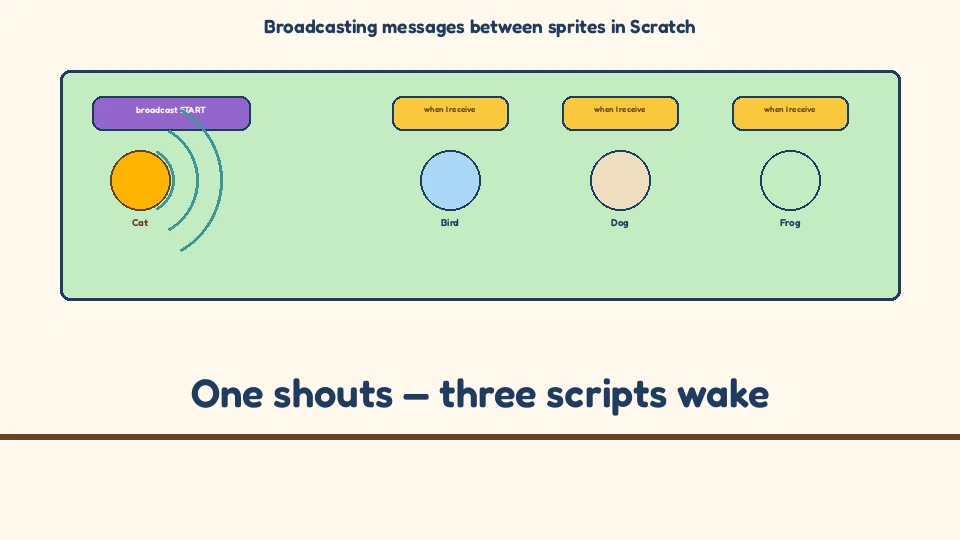 Broadcasting messages between sprites in Scratch
broadcast START
when I receive
when I receive
when I receive
Cat
Bird
Dog
Frog
One shouts — three scripts wake